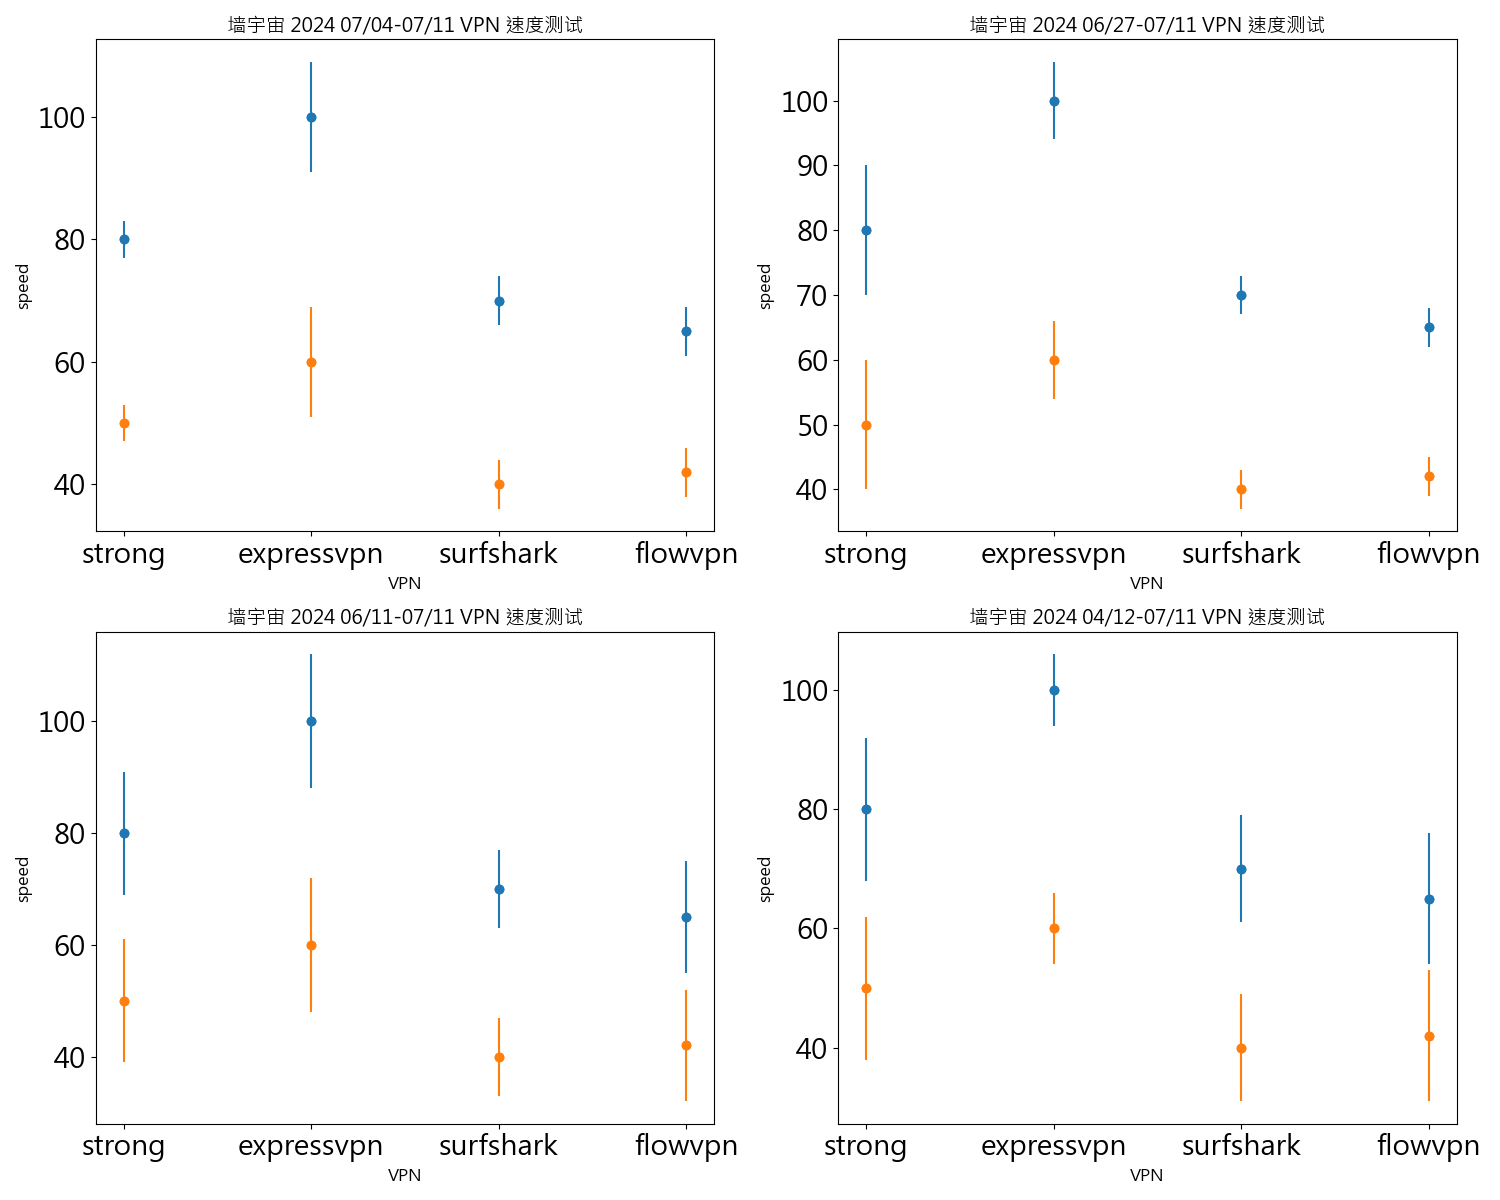 墙宇宙 2024 07/04-07/11 VPN 速度测试
100
80
60
40
speed
strong expressvpn surfshark flowvpn
VPN
墙宇宙 2024 06/27-07/11 VPN 速度测试
100
90
80
70
60
50
40
speed
strong expressvpn surfshark flowvpn
VPN
墙宇宙 2024 06/11-07/11 VPN 速度测试
100
80
60
40
speed
strong expressvpn surfshark flowvpn
VPN
墙宇宙 2024 04/12-07/11 VPN 速度测试
100
80
60
40
speed
strong expressvpn surfshark flowvpn
VPN